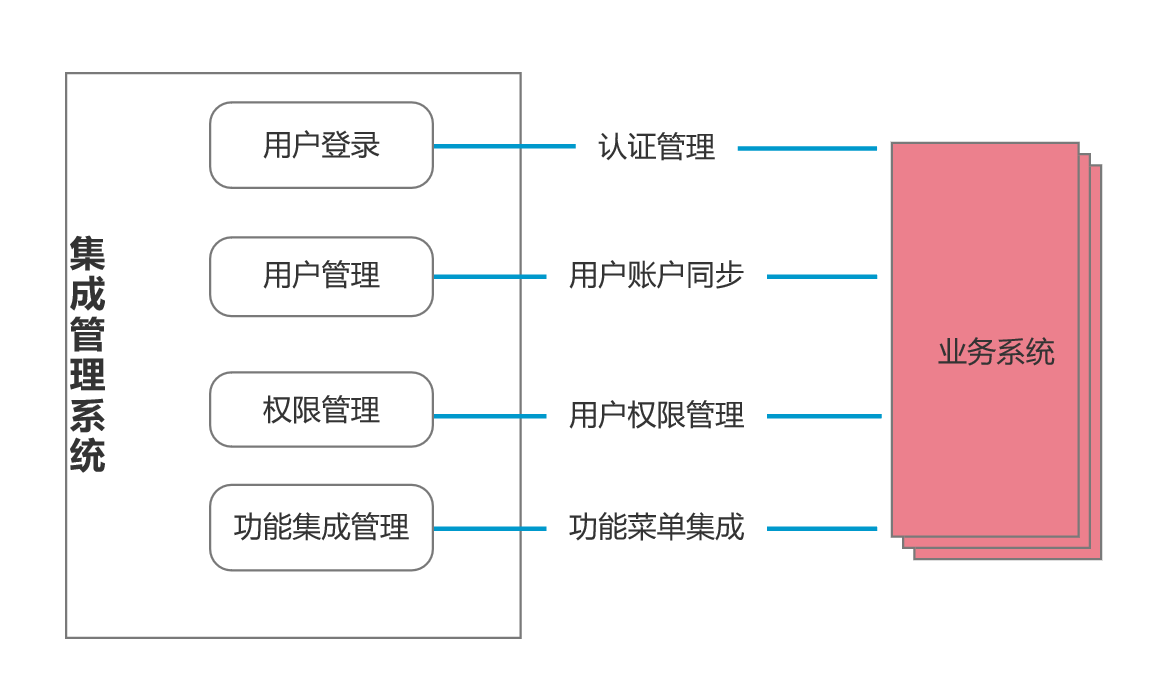 集成管理系统
用户登录
认证管理
用户管理
用户账户同步
权限管理
用户权限管理
功能集成管理
功能菜单集成
业务系统